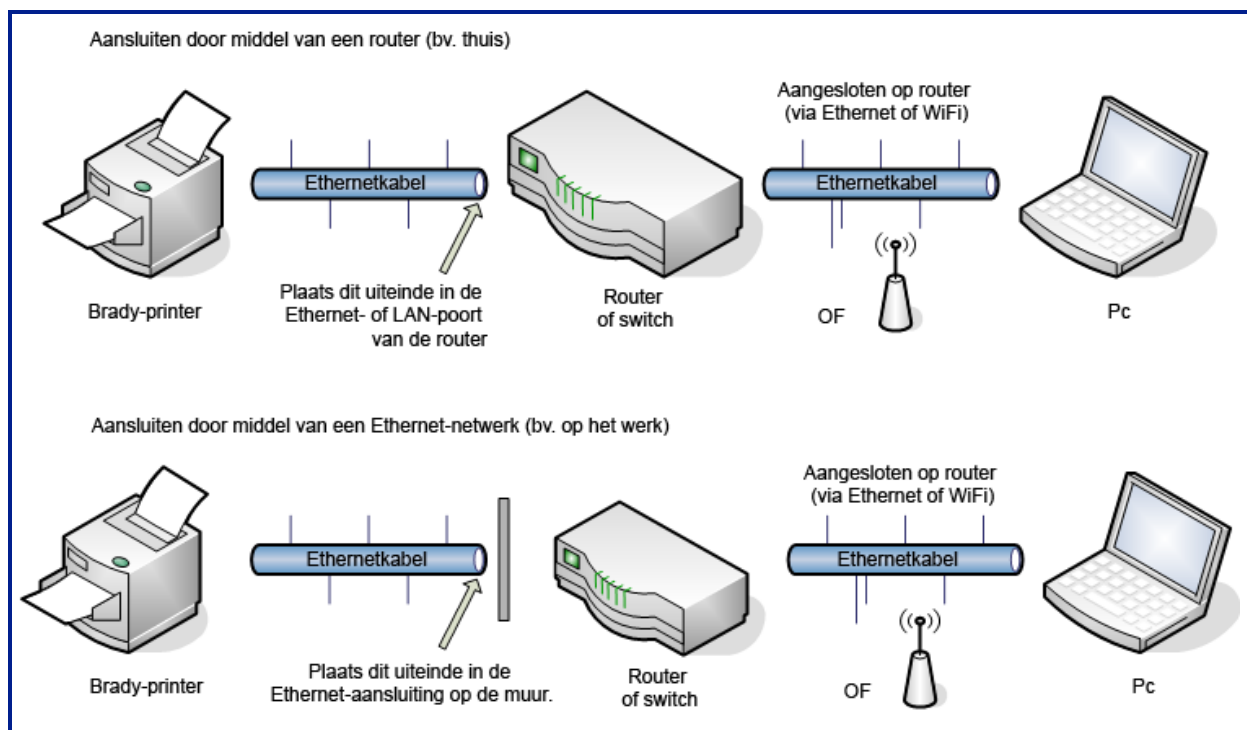 Aansluiten door middel van een router (bv. thuis)
Aangesloten op router
(via Ethernet of WiFi)
Ethernetkabel
Ethernetkabel
Plaats dit uiteinde in de
Ethernet- of LAN-poort
van de router
Brady-printer
Router
of switch
OF
Pc
Aansluiten door middel van een Ethernet-netwerk (bv. op het werk)
Aangesloten op router
(via Ethernet of WiFi)
Ethernetkabel
Ethernetkabel
Plaats dit uiteinde in de
Ethernet-aansluiting op de muur.
Brady-printer
Router
of switch
OF
Pc